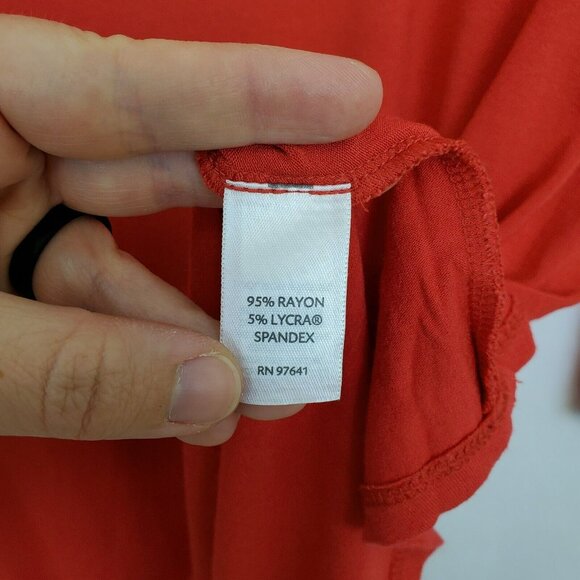 95% RAYON
5% LYCRA®
SPANDEX
RN 97641